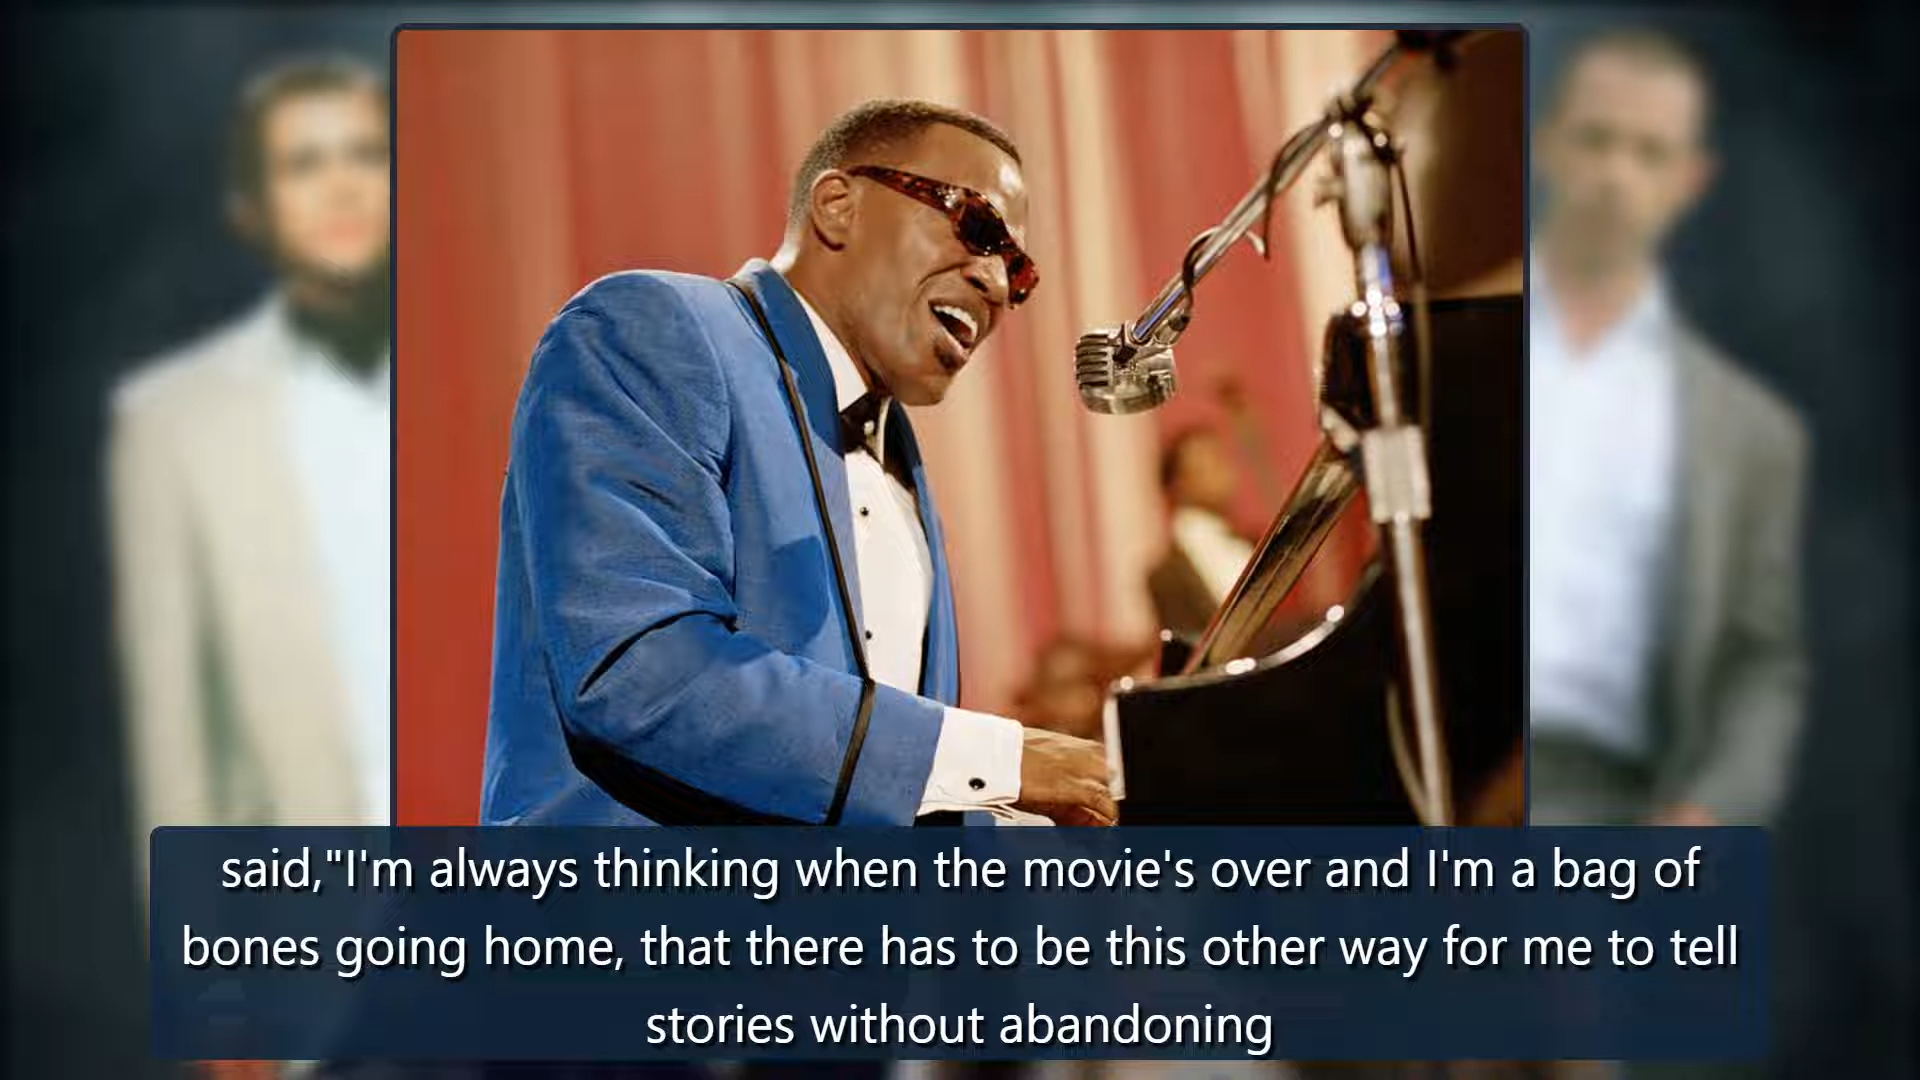 said,"I'm always thinking when the movie's over and I'm a bag of
bones going home, that there has to be this other way for me to tell
stories without abandoning